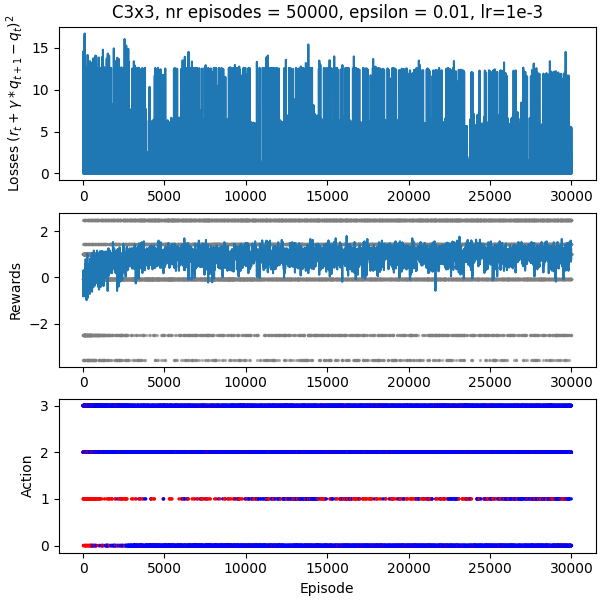 C3x3, nr episodes = 50000, epsilon = 0.01, lr=1e-3
Losses $(r_t + \gamma * q_{t+1} - q_t)^2$
15
10
5
0
0 5000 10000 15000 20000 25000 30000
Rewards
2
0
−2
0 5000 10000 15000 20000 25000 30000
Action
3
2
1
0
0 5000 10000 15000 20000 25000 30000
Episode